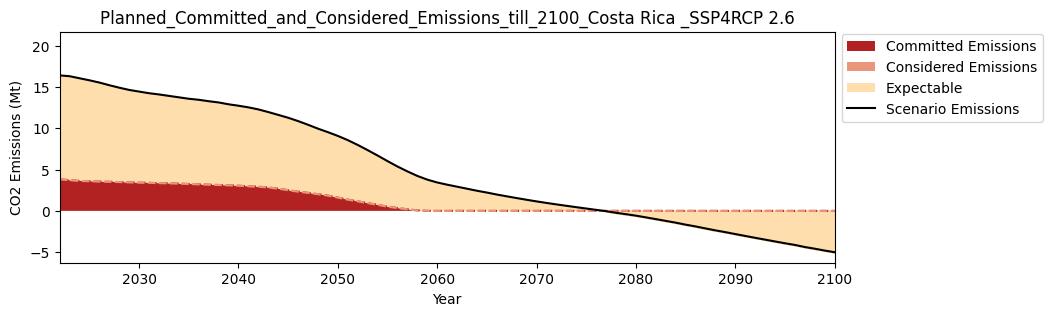 Planned_Committed_and_Considered_Emissions_till_2100_Costa Rica _SSP4RCP 2.6
CO2 Emissions (Mt)
20
15
10
5
0
−5
2030
2040
2050
2060
2070
2080
2090
2100
Year
Committed Emissions
Considered Emissions
Expectable
Scenario Emissions